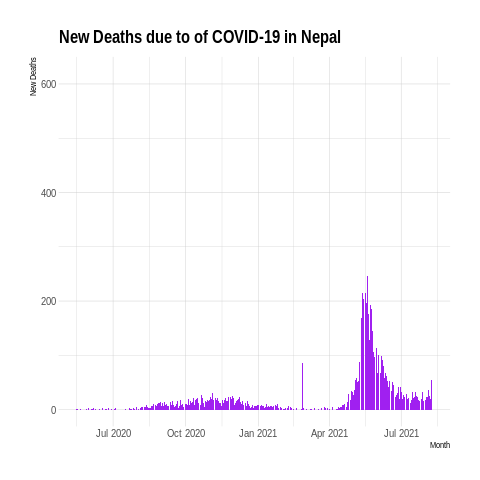 New Deaths due to of COVID-19 in Nepal
New Deaths
600
400
200
0
Jul 2020 Oct 2020 Jan 2021 Apr 2021 Jul 2021
Month